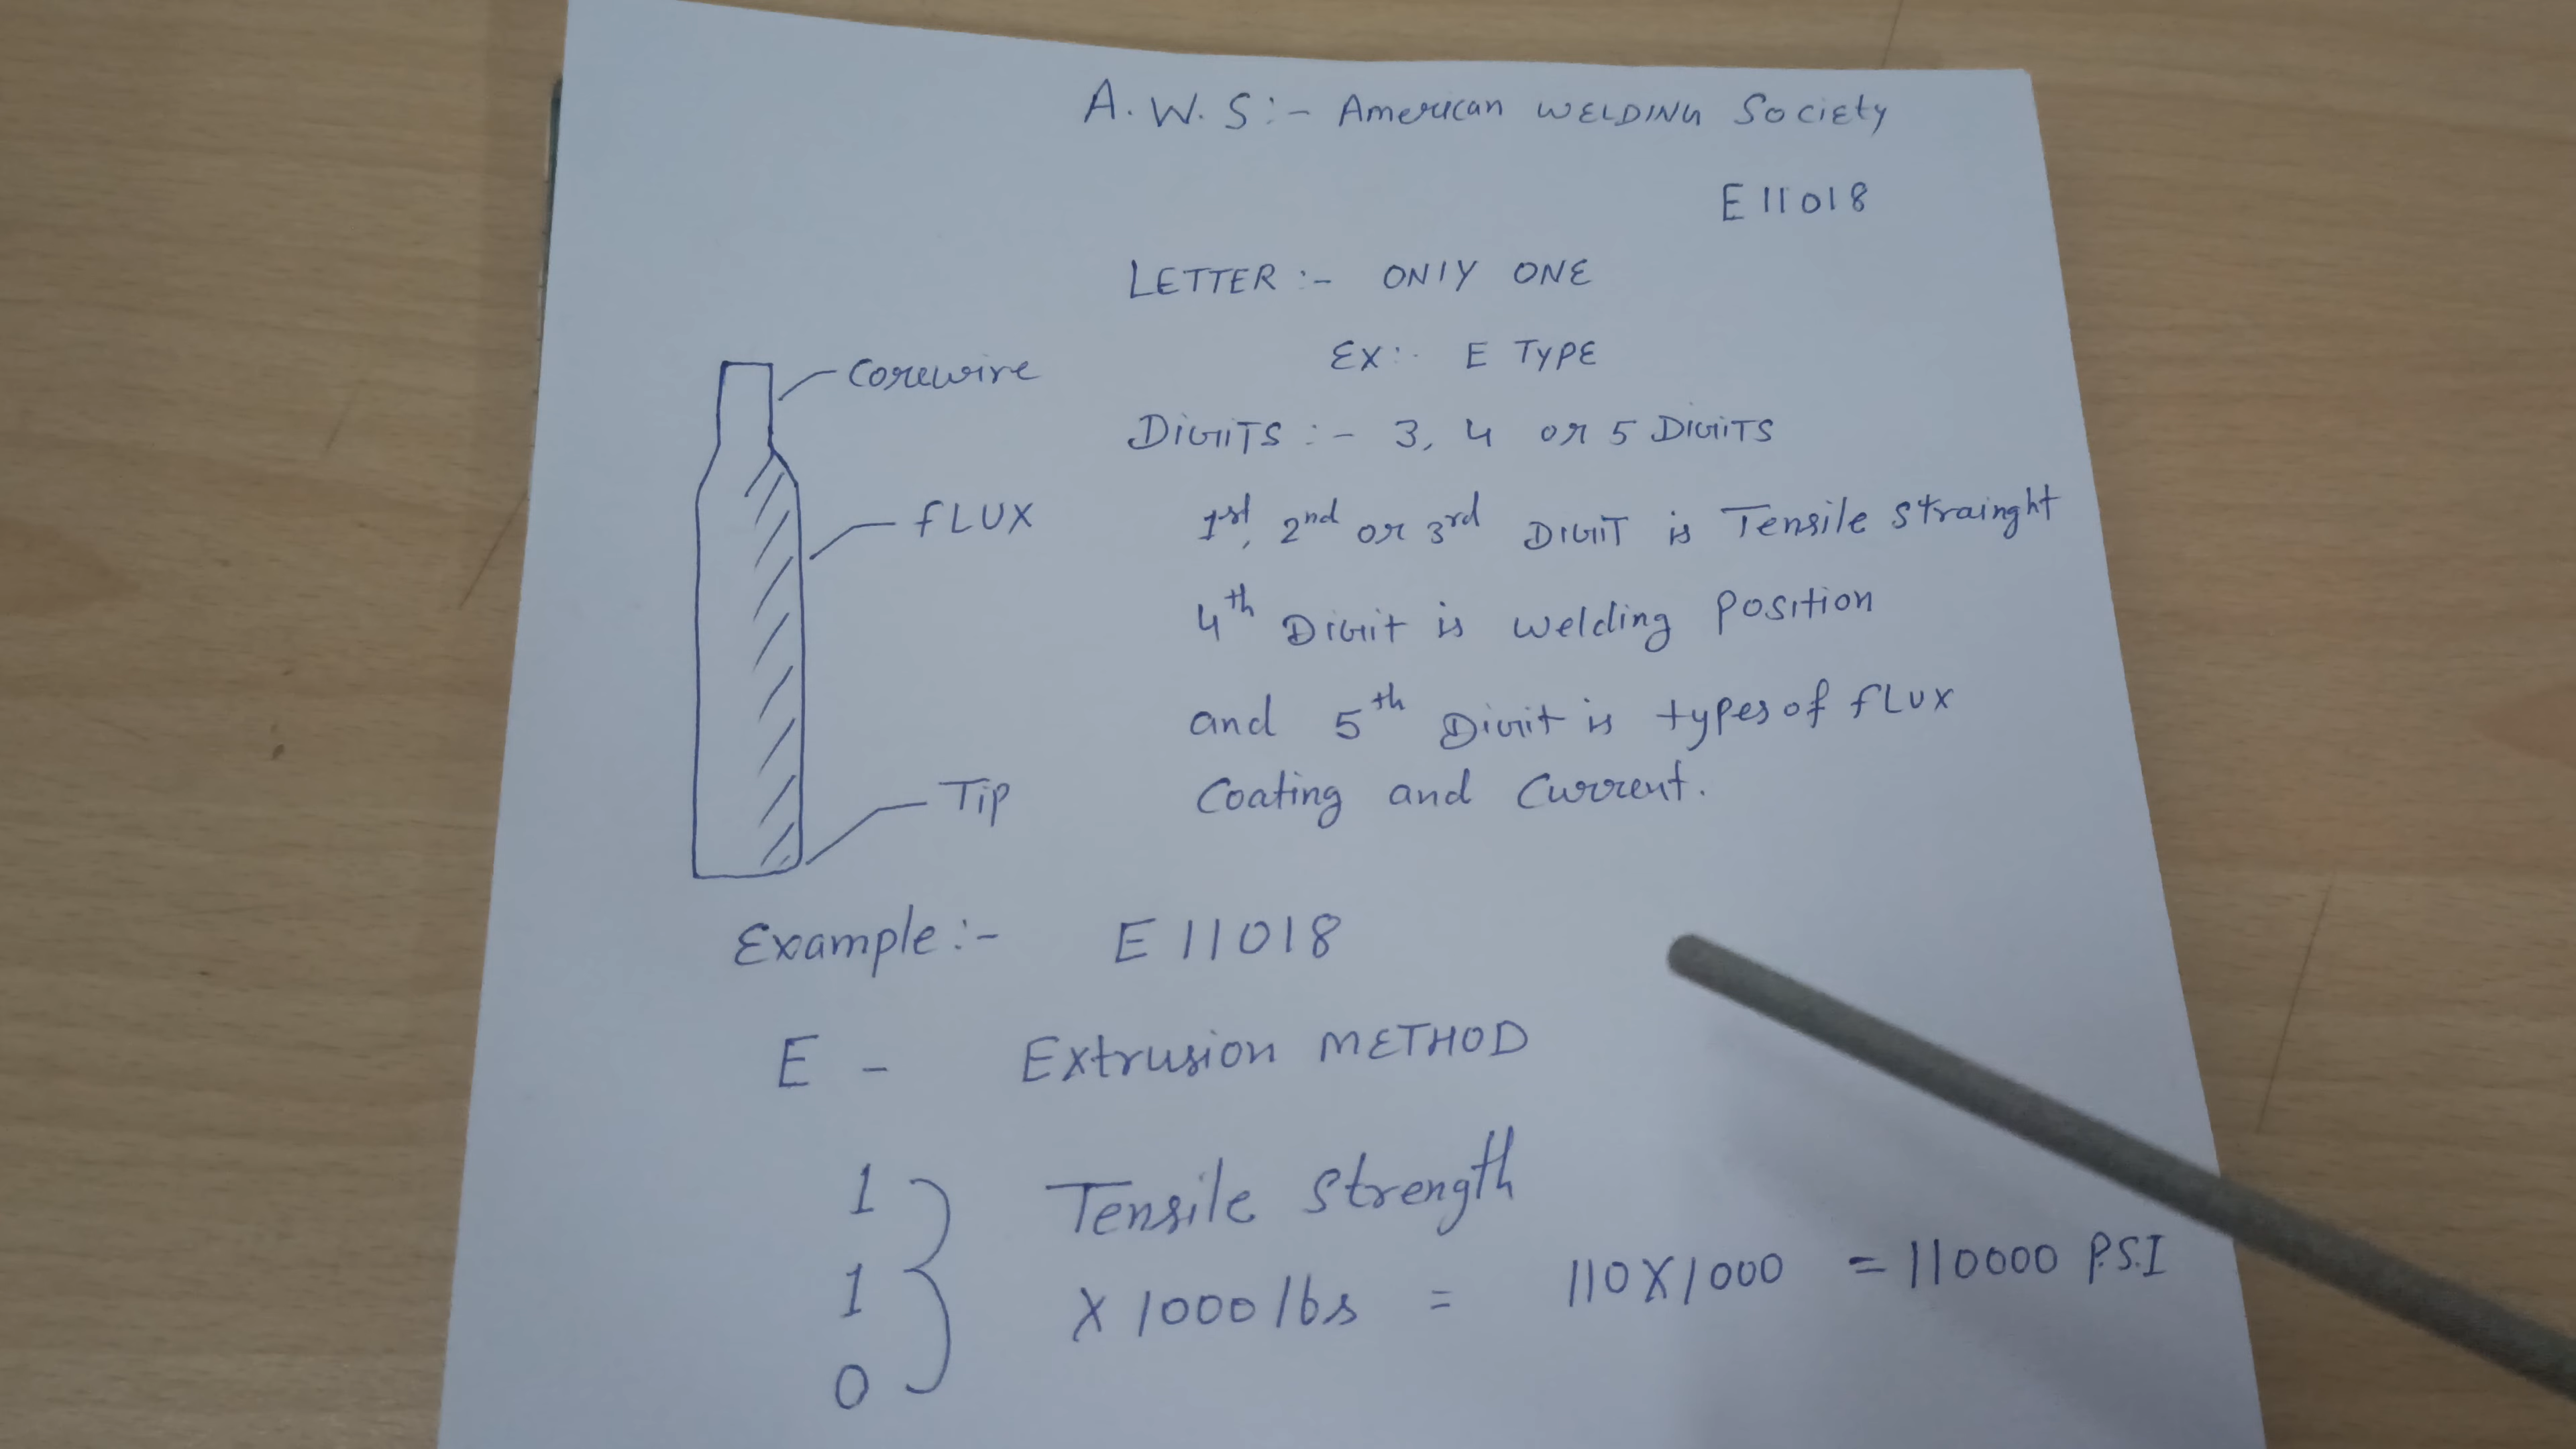 A.W.S:- American WELDING Society
E11018
LETTER :- ONLY ONE
EX:- E TYPE
Corewire
DIGITS :- 3, 4 or 5 DIGITS
FLUX
1st, 2nd or 3rd DIGIT is Tensile strainght
4th Digit is welding position
and 5th Digit is types of flux
Tip
Coating and Current.
Example:- E11018
E - Extrusion METHOD
1
1
0
Tensile strength
X 1000 lbs = 110X1000 = 110000 P.S.I